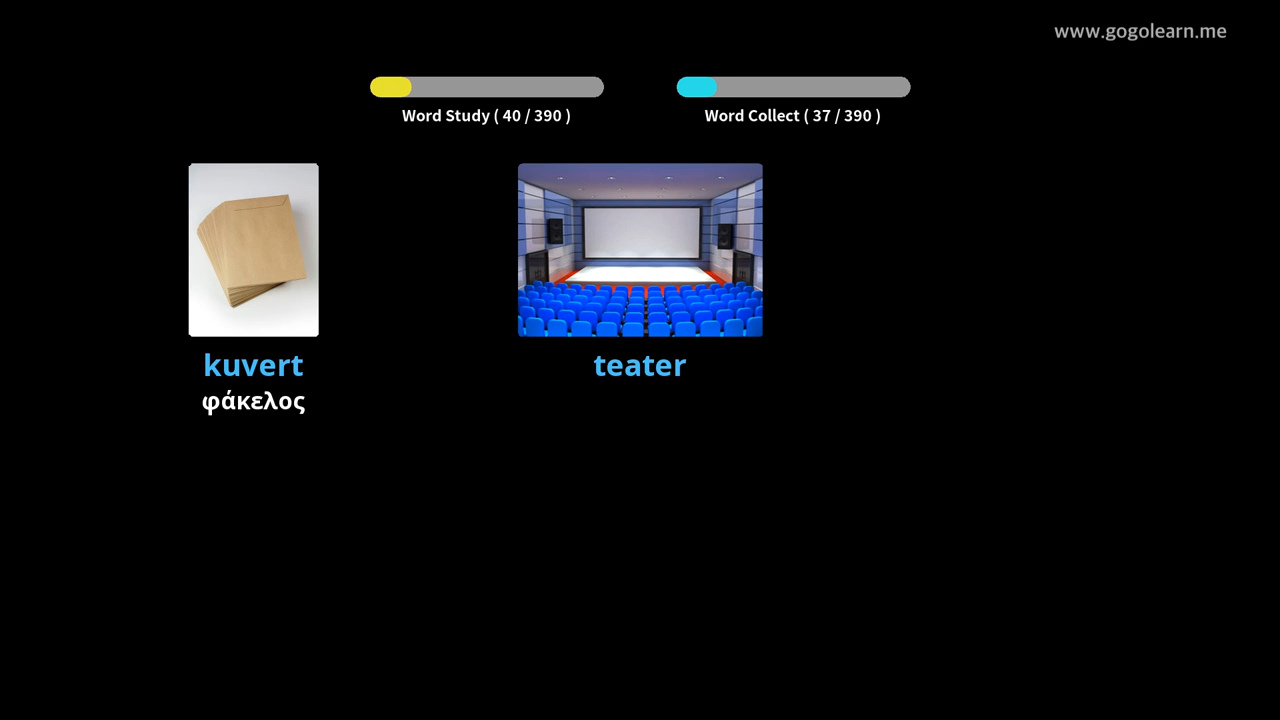 www.gogolearn.me
Word Study ( 40 / 390 )
Word Collect ( 37 / 390 )
kuvert
φάκελος
teater